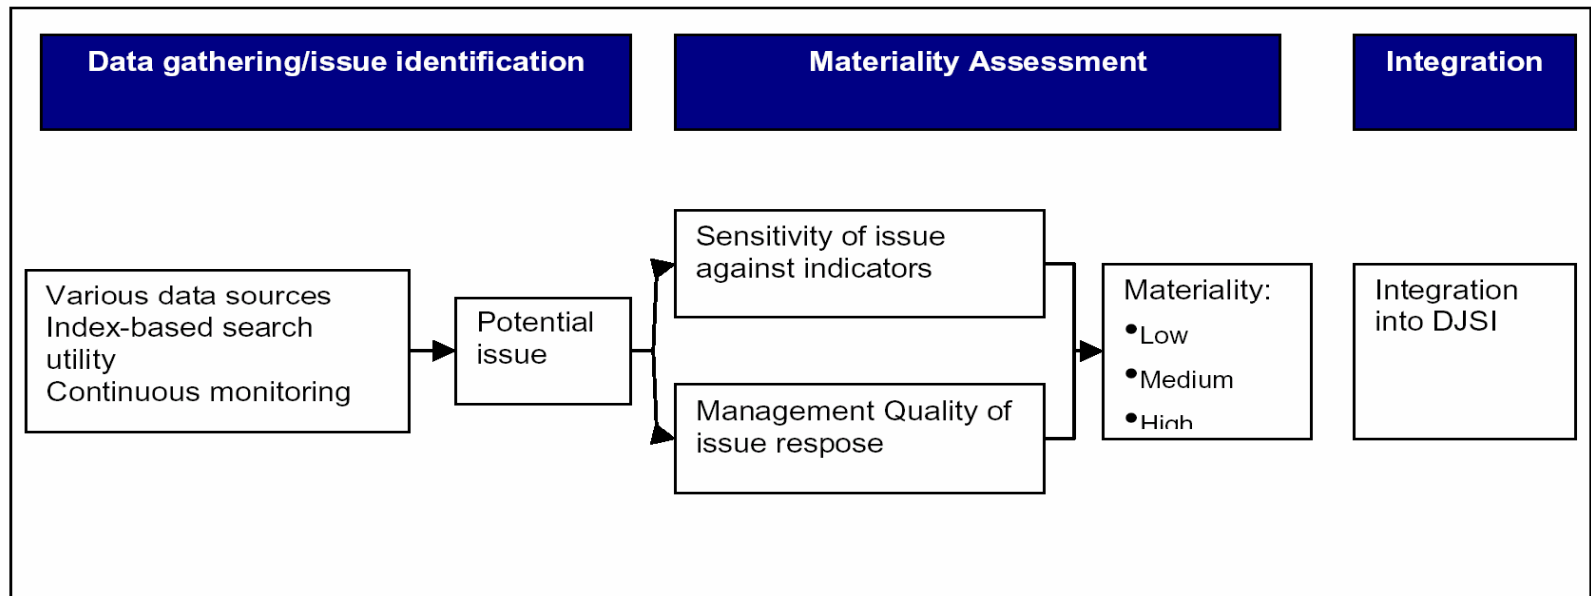 Data gathering/issue identification
Materiality Assessment
Integration
Various data sources
Index-based search
utility
Continuous monitoring
Potential
issue
Sensitivity of issue
against indicators
Management Quality of
issue respose
Materiality:
•Low
•Medium
•High
Integration
into DJSI